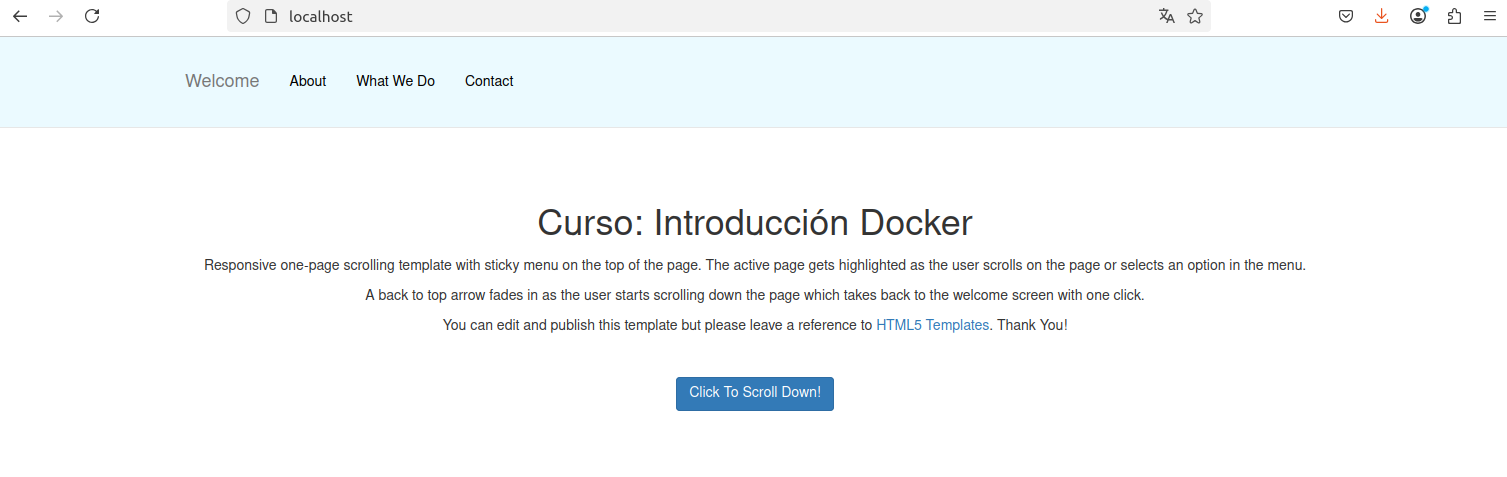 localhost
Welcome About What We Do Contact
Curso: Introducción Docker
Responsive one-page scrolling template with sticky menu on the top of the page. The active page gets highlighted as the user scrolls on the page or selects an option in the menu.
A back to top arrow fades in as the user starts scrolling down the page which takes back to the welcome screen with one click.
You can edit and publish this template but please leave a reference to HTML5 Templates. Thank You!
Click To Scroll Down!